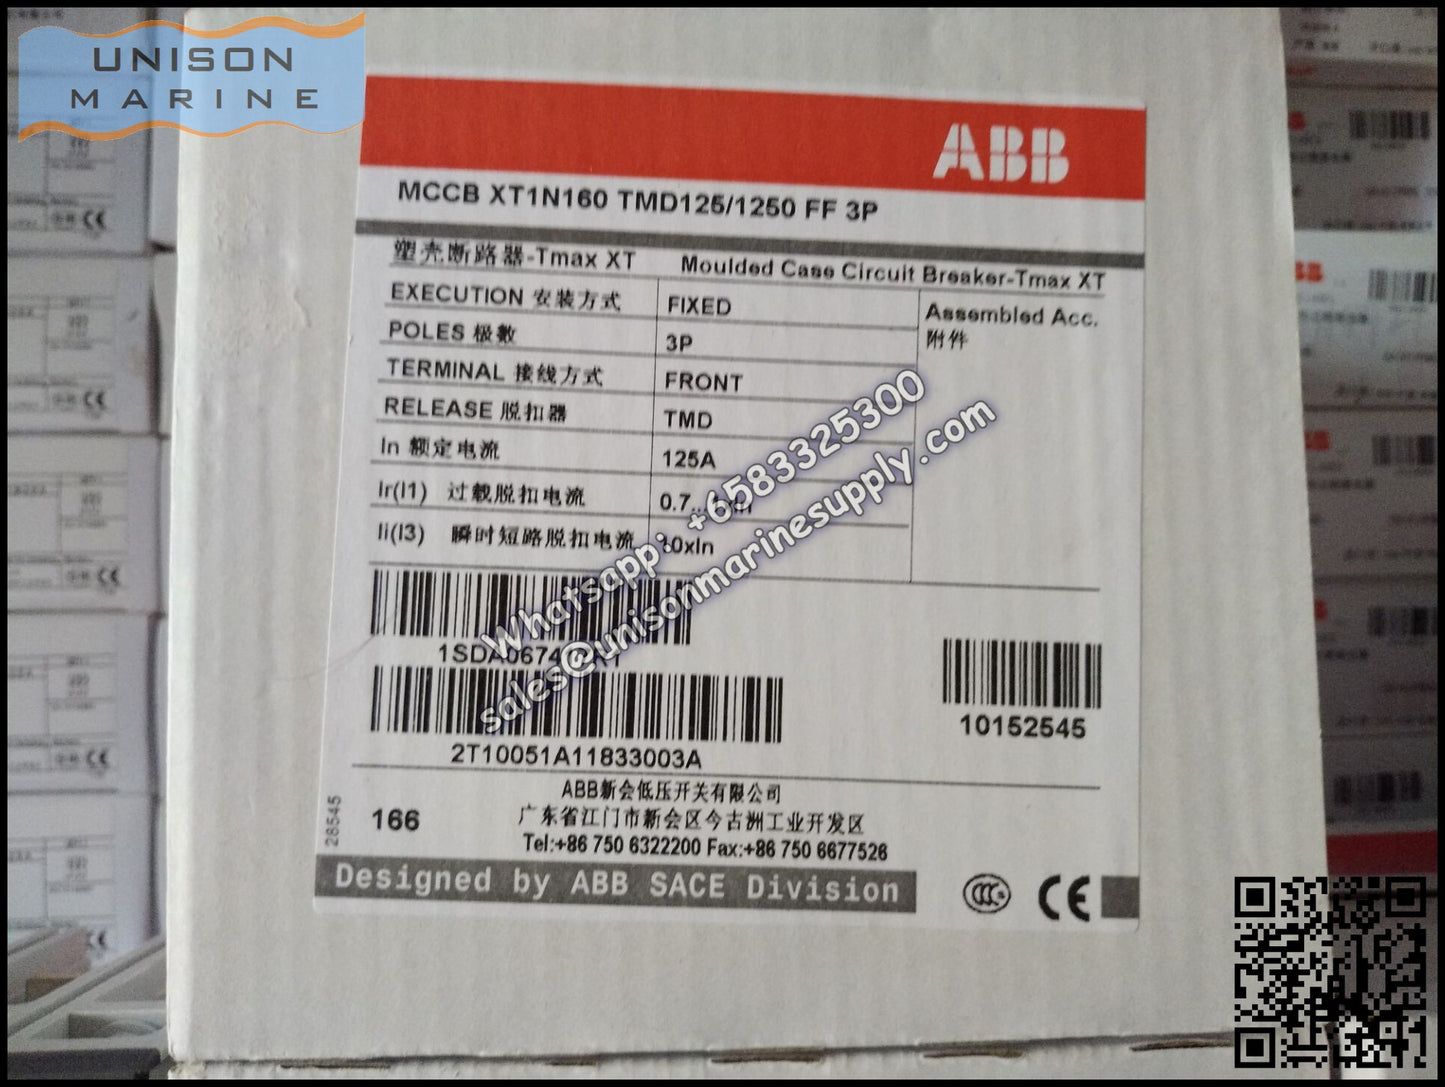 UNISON
MARINE
ABB
MCCB XT1N160 TMD125/1250 FF 3P
塑壳断路器-Tmax XT Moulded Case Circuit Breaker-Tmax XT
EXECUTION 安装方式 FIXED
Assembled Acc.
附件
POLES 极数 3P
TERMINAL 接线方式 FRONT
RELEASE 脱扣器 TMD
In 额定电流 125A
Ir(I1) 过载脱扣电流 0.7...1xIn
Ii(I3) 瞬时短路脱扣电流 10xIn
Whatsapp: +6583325300
sales@unisonmarinesupply.com
10152545
2T10051A11833003A
ABB新会低压开关有限公司
广东省江门市新会区今古洲工业开发区
Tel:+86 750 6322200 Fax:+86 750 6677526
28545
166
Designed by ABB SACE Division
CCC
CE